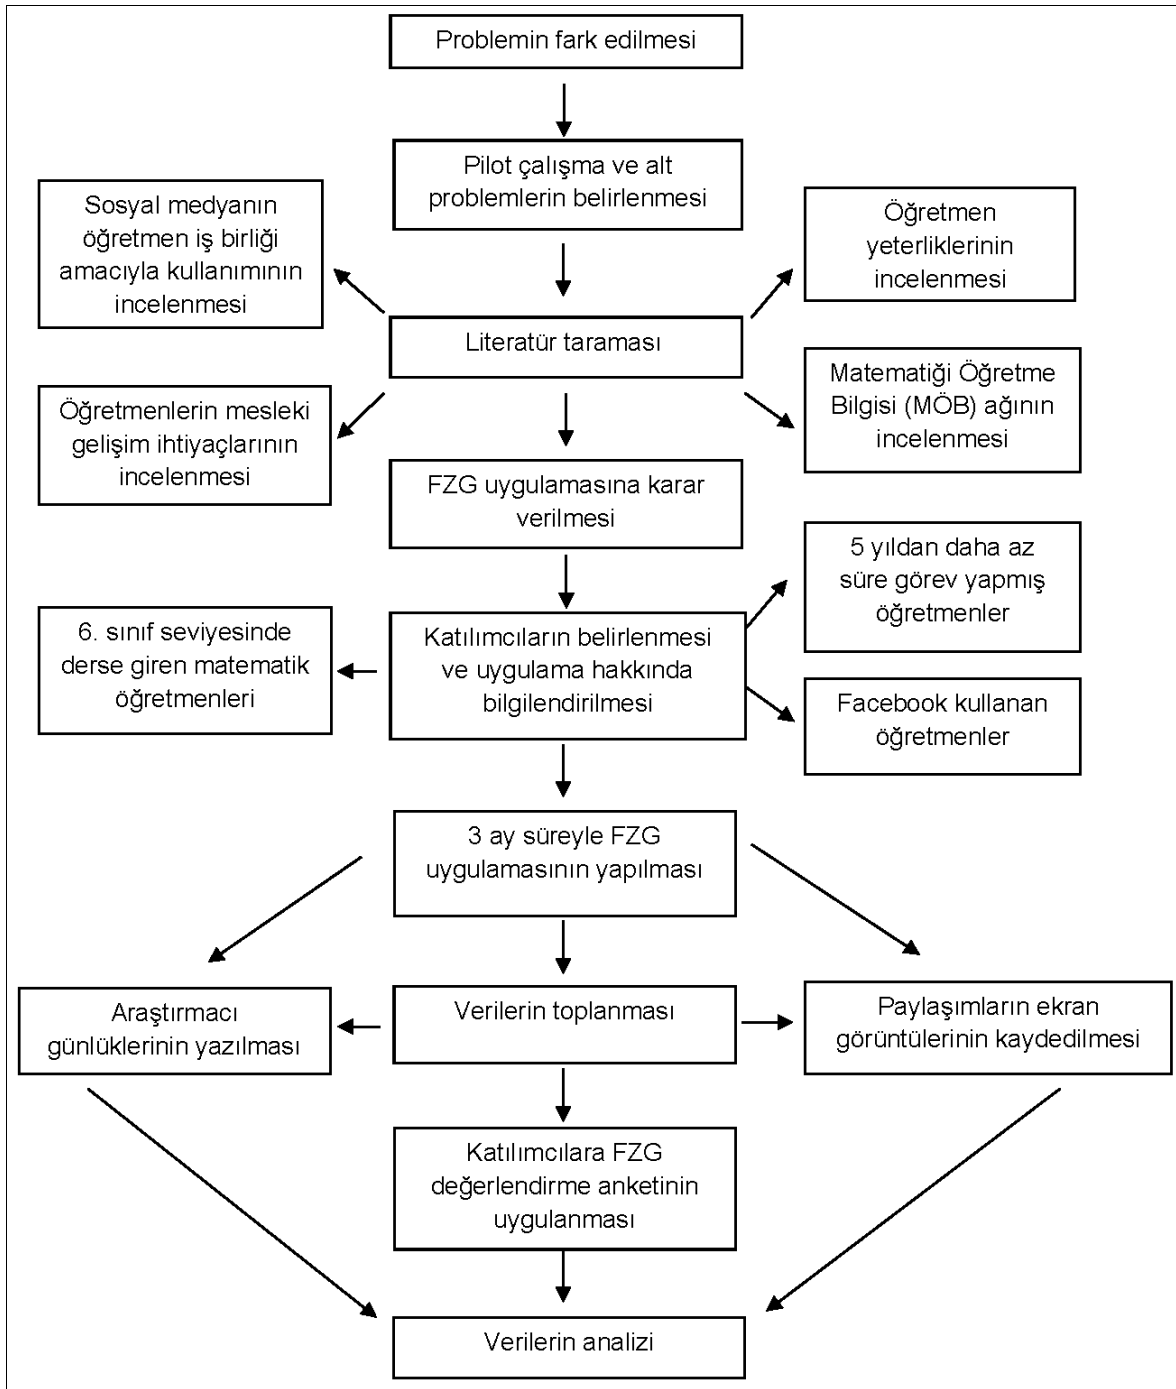 Problemin fark edilmesi
Pilot çalışma ve alt
problemlerin belirlenmesi
Sosyal medyanın
öğretmen iş birliği
amacıyla kullanımının
incelenmesi
Öğretmen
yeterliklerinin
incelenmesi
Literatür taraması
Öğretmenlerin mesleki
gelişim ihtiyaçlarının
incelenmesi
Matematiği Öğretme
Bilgisi (MÖB) ağının
incelenmesi
FZG uygulamasına karar
verilmesi
5 yıldan daha az
süre görev yapmış
öğretmenler
6. sınıf seviyesinde
derse giren matematik
öğretmenleri
Katılımcıların belirlenmesi
ve uygulama hakkında
bilgilendirilmesi
Facebook kullanan
öğretmenler
3 ay süreyle FZG
uygulamasının yapılması
Araştırmacı
günlüklerinin yazılması
Verilerin toplanması
Paylaşımların ekran
görüntülerinin kaydedilmesi
Katılımcılara FZG
değerlendirme anketinin
uygulanması
Verilerin analizi